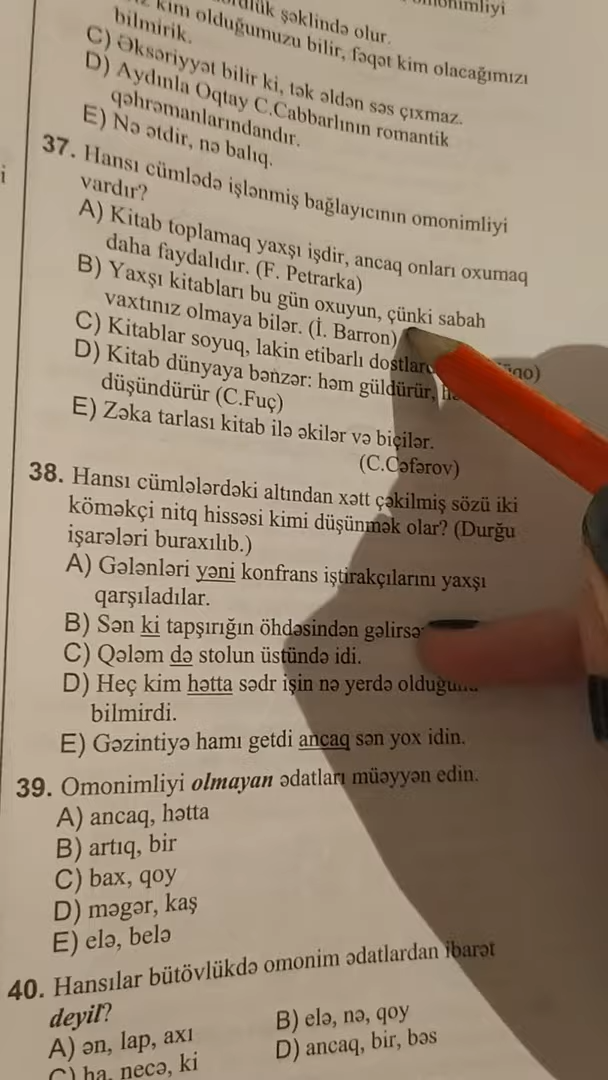 şəklində olur.
kim olduğumuzu bilir, fəqət kim olacağımızı
bilmirik.
C) Əksəriyyət bilir ki, tək əldən səs çıxmaz.
D) Aydınla Oqtay C.Cabbarlının romantik
qəhrəmanlarındandır.
E) Nə ətdir, nə balıq.
37. Hansı cümlədə işlənmiş bağlayıcının omonimliyi
vardır?
A) Kitab toplamaq yaxşı işdir, ancaq onları oxumaq
daha faydalıdır. (F. Petrarka)
B) Yaxşı kitabları bu gün oxuyun, çünki sabah
vaxtınız olmaya bilər. (İ. Barron)
C) Kitablar soyuq, lakin etibarlı
D) Kitab dünyaya bənzər: həm güldürür,
düşündürür (C.Fuç)
E) Zəka tarlası kitab ilə əkilər və biçilər.
(C.Cəfərov)
38. Hansı cümlələrdəki altından xətt çəkilmiş sözü iki
köməkçi nitq hissəsi kimi düşünmək olar? (Durğu
işarələri buraxılıb.)
A) Gələnləri yəni konfrans iştirakçılarını yaxşı
qarşıladılar.
B) Sən ki tapşırığın öhdəsindən
C) Qələm də stolun üstündə idi.
D) Heç kim hətta sədr işin nə yerdə
bilmirdi.
E) Gəzintiyə hamı getdi ancaq sən yox idin.
39. Omonimliyi olmayan ədatları müəyyən edin.
A) ancaq, hətta
B) artıq, bir
C) bax, qoy
D) məgər, kaş
E) elə, belə
40. Hansılar bütövlükdə omonim ədatlardan ibarət
deyil?
A) ən, lap, axı
B) elə, nə, qoy
C) ha, necə, ki
D) ancaq, bir, bəs